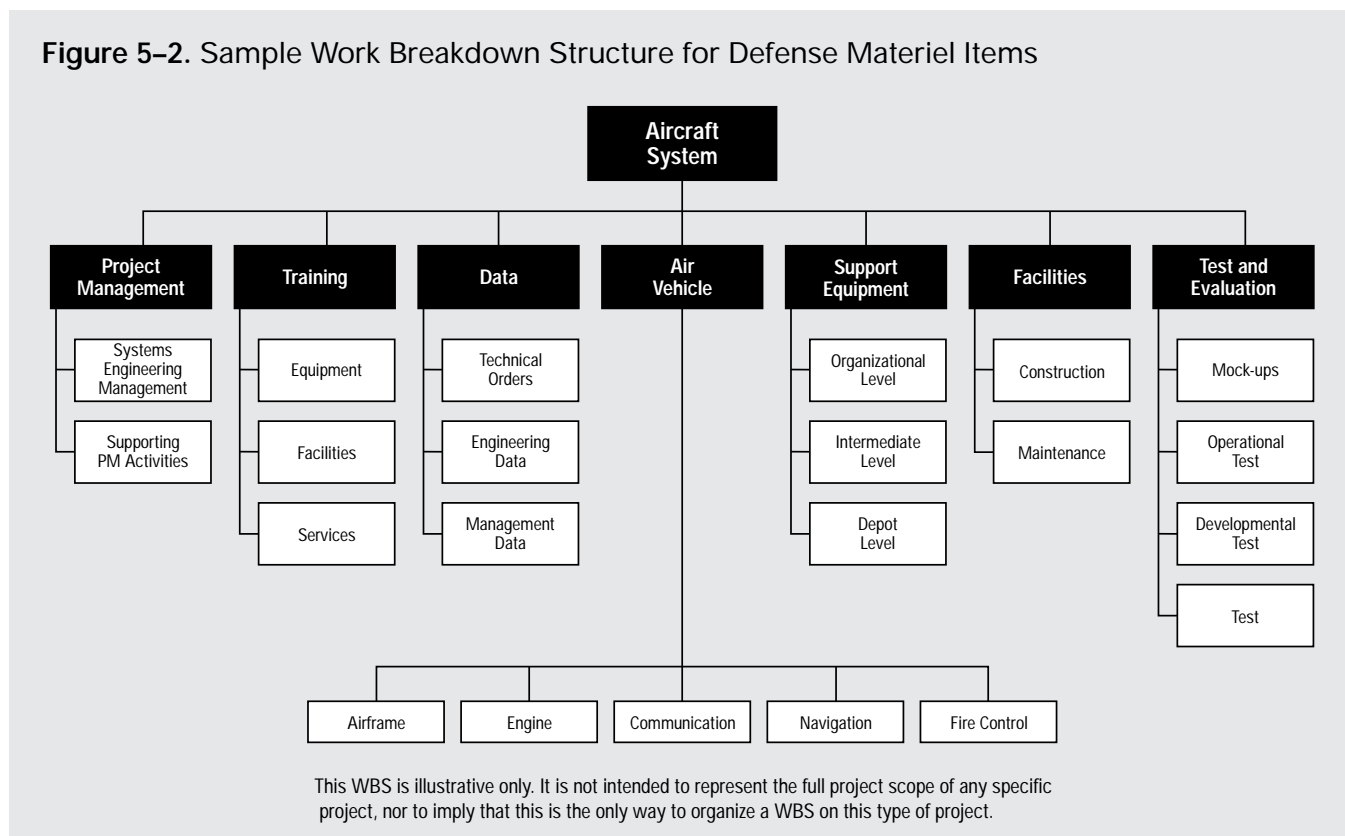 Figure 5–2. Sample Work Breakdown Structure for Defense Materiel Items
Aircraft
System
Project
Management
Training
Data
Air
Vehicle
Support
Equipment
Facilities
Test and
Evaluation
Systems
Engineering
Management
Supporting
PM Activities
Equipment
Facilities
Services
Technical
Orders
Engineering
Data
Management
Data
Organizational
Level
Intermediate
Level
Depot
Level
Construction
Maintenance
Mock-ups
Operational
Test
Developmental
Test
Test
Airframe
Engine
Communication
Navigation
Fire Control
This WBS is illustrative only. It is not intended to represent the full project scope of any specific
project, nor to imply that this is the only way to organize a WBS on this type of project.